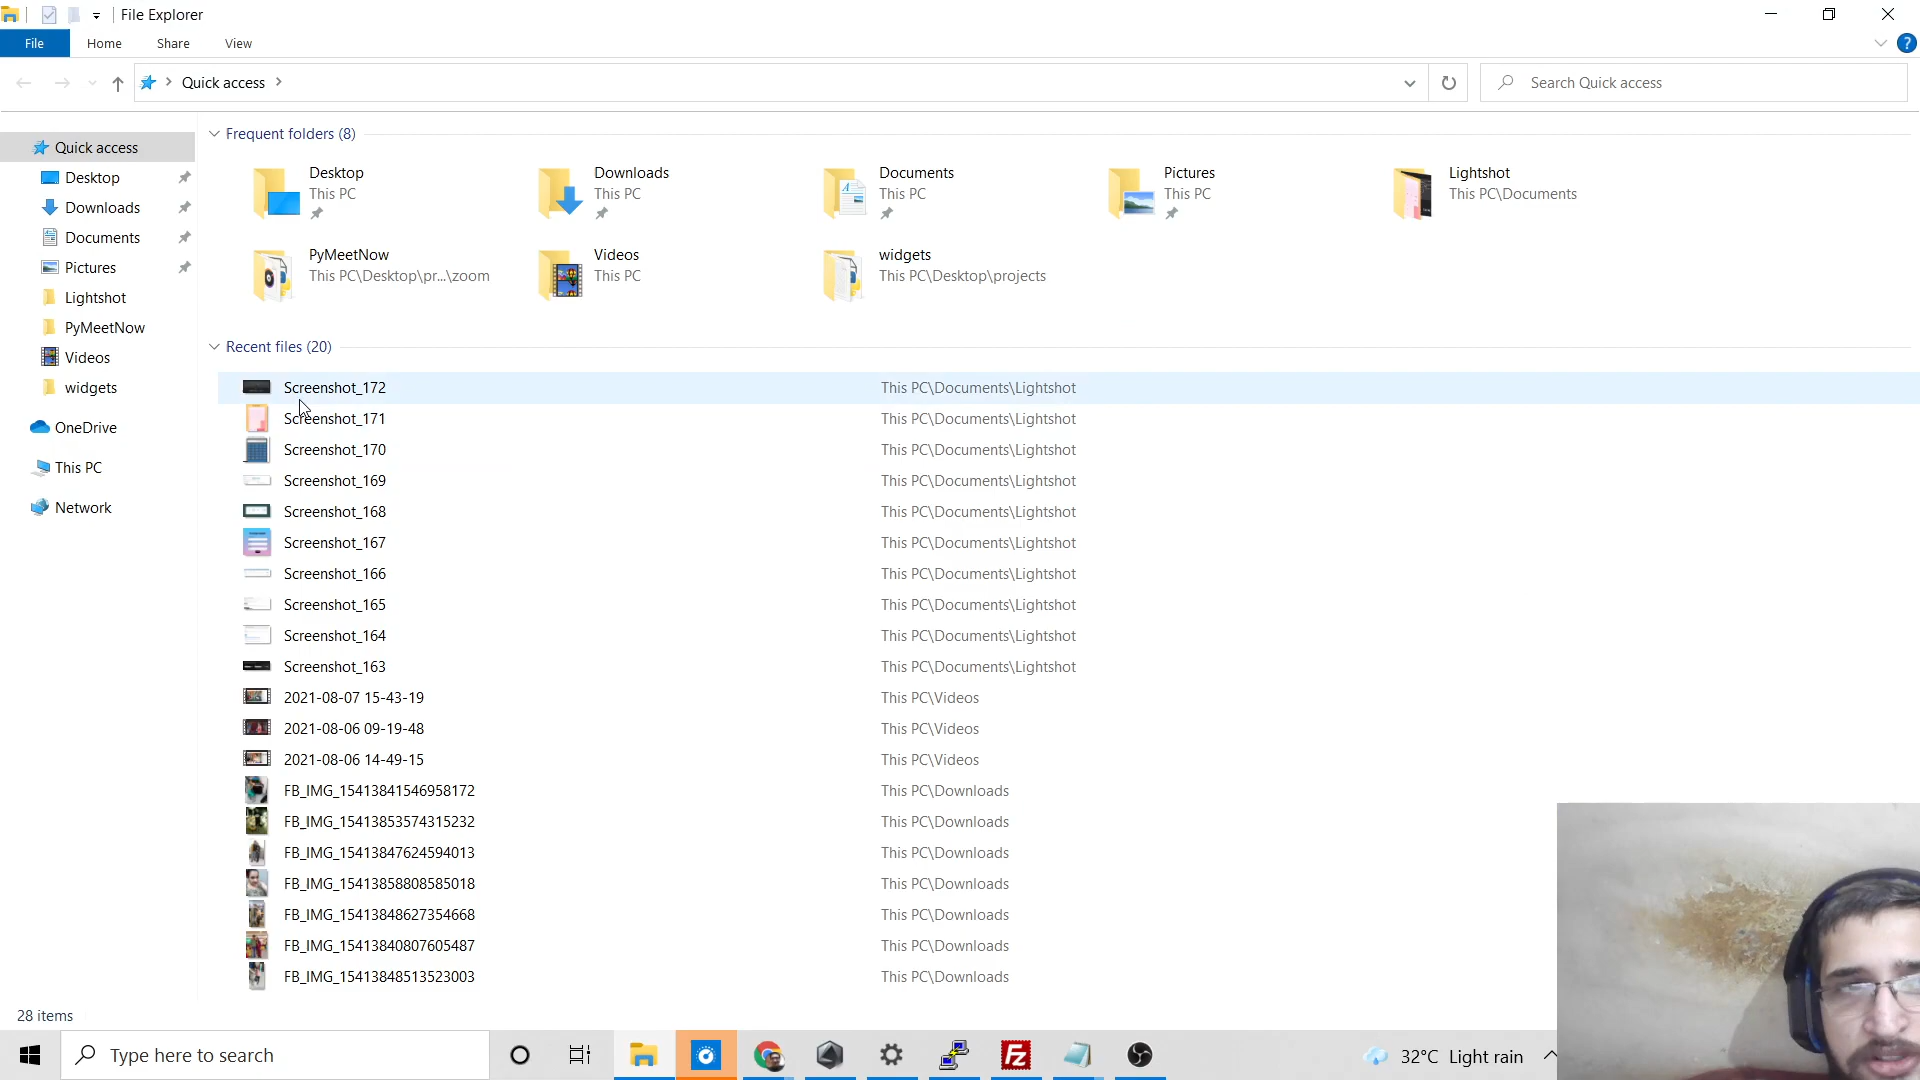 File Explorer
File Home Share View
Quick access
Search Quick access
Quick access
Desktop
Downloads
Documents
Pictures
Lightshot
PyMeetNow
Videos
widgets
OneDrive
This PC
Network
Frequent folders (8)
Desktop
This PC
Downloads
This PC
Documents
This PC
Pictures
This PC
Lightshot
This PC\Documents
PyMeetNow
This PC\Desktop\pr...\zoom
Videos
This PC
widgets
This PC\Desktop\projects
Recent files (20)
Screenshot_172 This PC\Documents\Lightshot
Screenshot_171 This PC\Documents\Lightshot
Screenshot_170 This PC\Documents\Lightshot
Screenshot_169 This PC\Documents\Lightshot
Screenshot_168 This PC\Documents\Lightshot
Screenshot_167 This PC\Documents\Lightshot
Screenshot_166 This PC\Documents\Lightshot
Screenshot_165 This PC\Documents\Lightshot
Screenshot_164 This PC\Documents\Lightshot
Screenshot_163 This PC\Documents\Lightshot
2021-08-07 15-43-19 This PC\Videos
2021-08-06 09-19-48 This PC\Videos
2021-08-06 14-49-15 This PC\Videos
FB_IMG_15413841546958172 This PC\Downloads
FB_IMG_15413853574315232 This PC\Downloads
FB_IMG_15413847624594013 This PC\Downloads
FB_IMG_15413858808585018 This PC\Downloads
FB_IMG_15413848627354668 This PC\Downloads
FB_IMG_15413840807605487 This PC\Downloads
FB_IMG_15413848513523003 This PC\Downloads
28 items
Type here to search
32°C Light rain